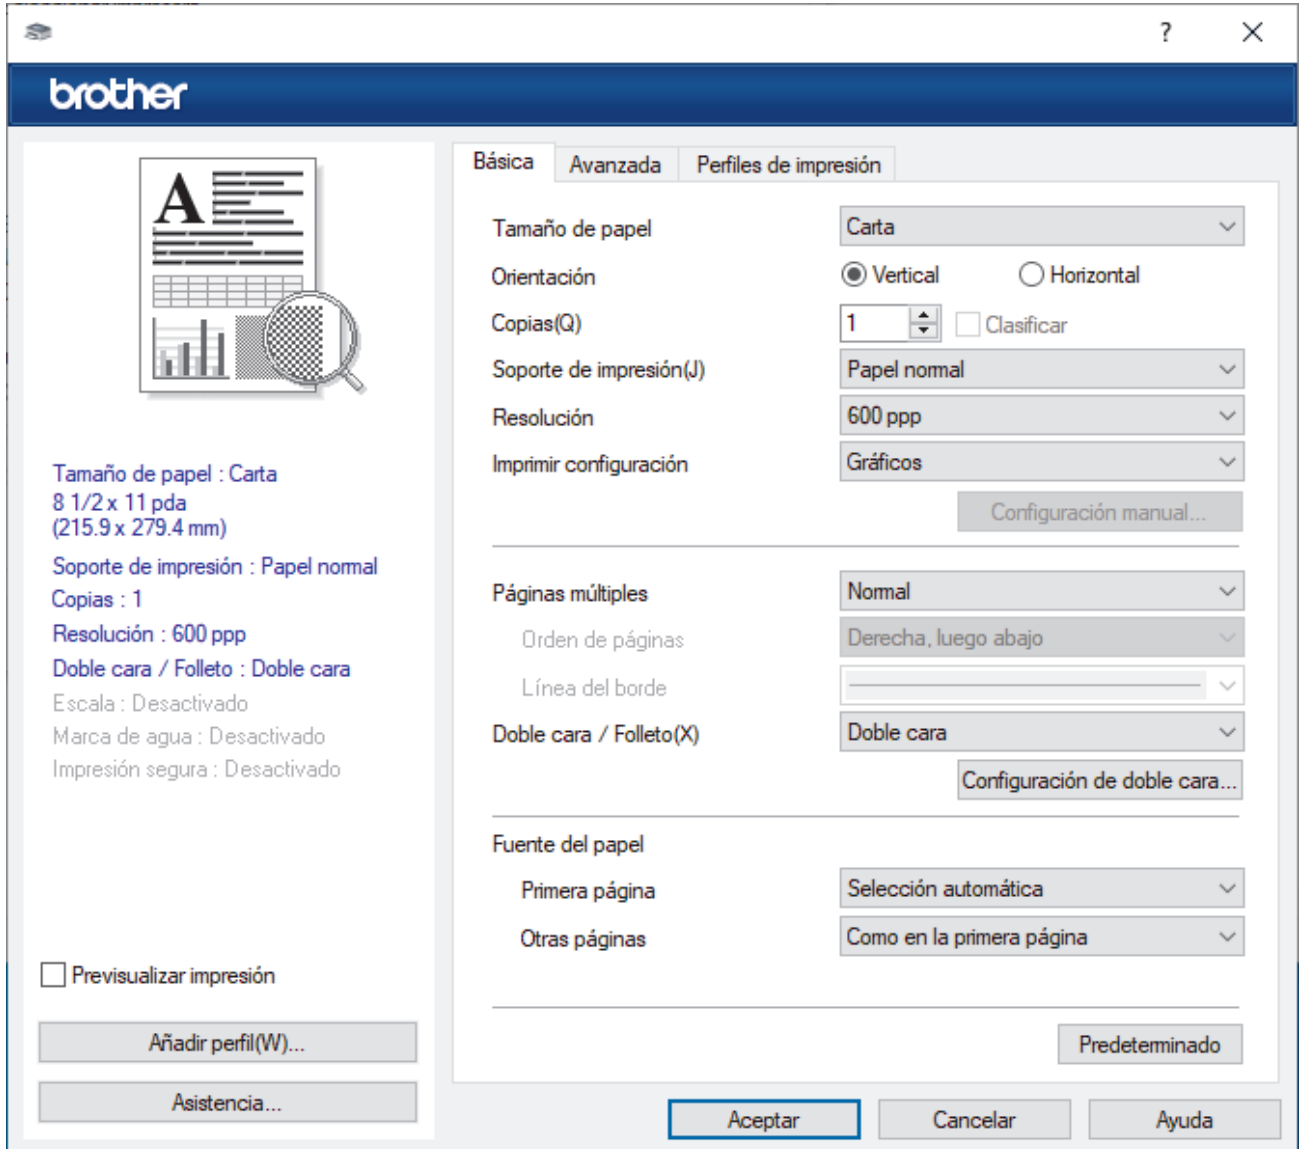 ?
brother
Básica Avanzada Perfiles de impresión
A
Tamaño de papel Carta
Orientación Vertical Horizontal
Copias(Q) 1 Clasificar
Soporte de impresión(J) Papel normal
Resolución 600 ppp
Imprimir configuración Gráficos
Configuración manual...
Páginas múltiples Normal
Orden de páginas Derecha, luego abajo
Línea del borde
Doble cara / Folleto(X) Doble cara
Configuración de doble cara...
Fuente del papel
Primera página Selección automática
Otras páginas Como en la primera página
Predeterminado
Tamaño de papel : Carta
8 1/2 x 11 pda
(215.9 x 279.4 mm)
Soporte de impresión : Papel normal
Copias : 1
Resolución : 600 ppp
Doble cara / Folleto : Doble cara
Escala : Desactivado
Marca de agua : Desactivado
Impresión segura : Desactivado
Previsualizar impresión
Añadir perfil(W)...
Asistencia...
Aceptar Cancelar Ayuda